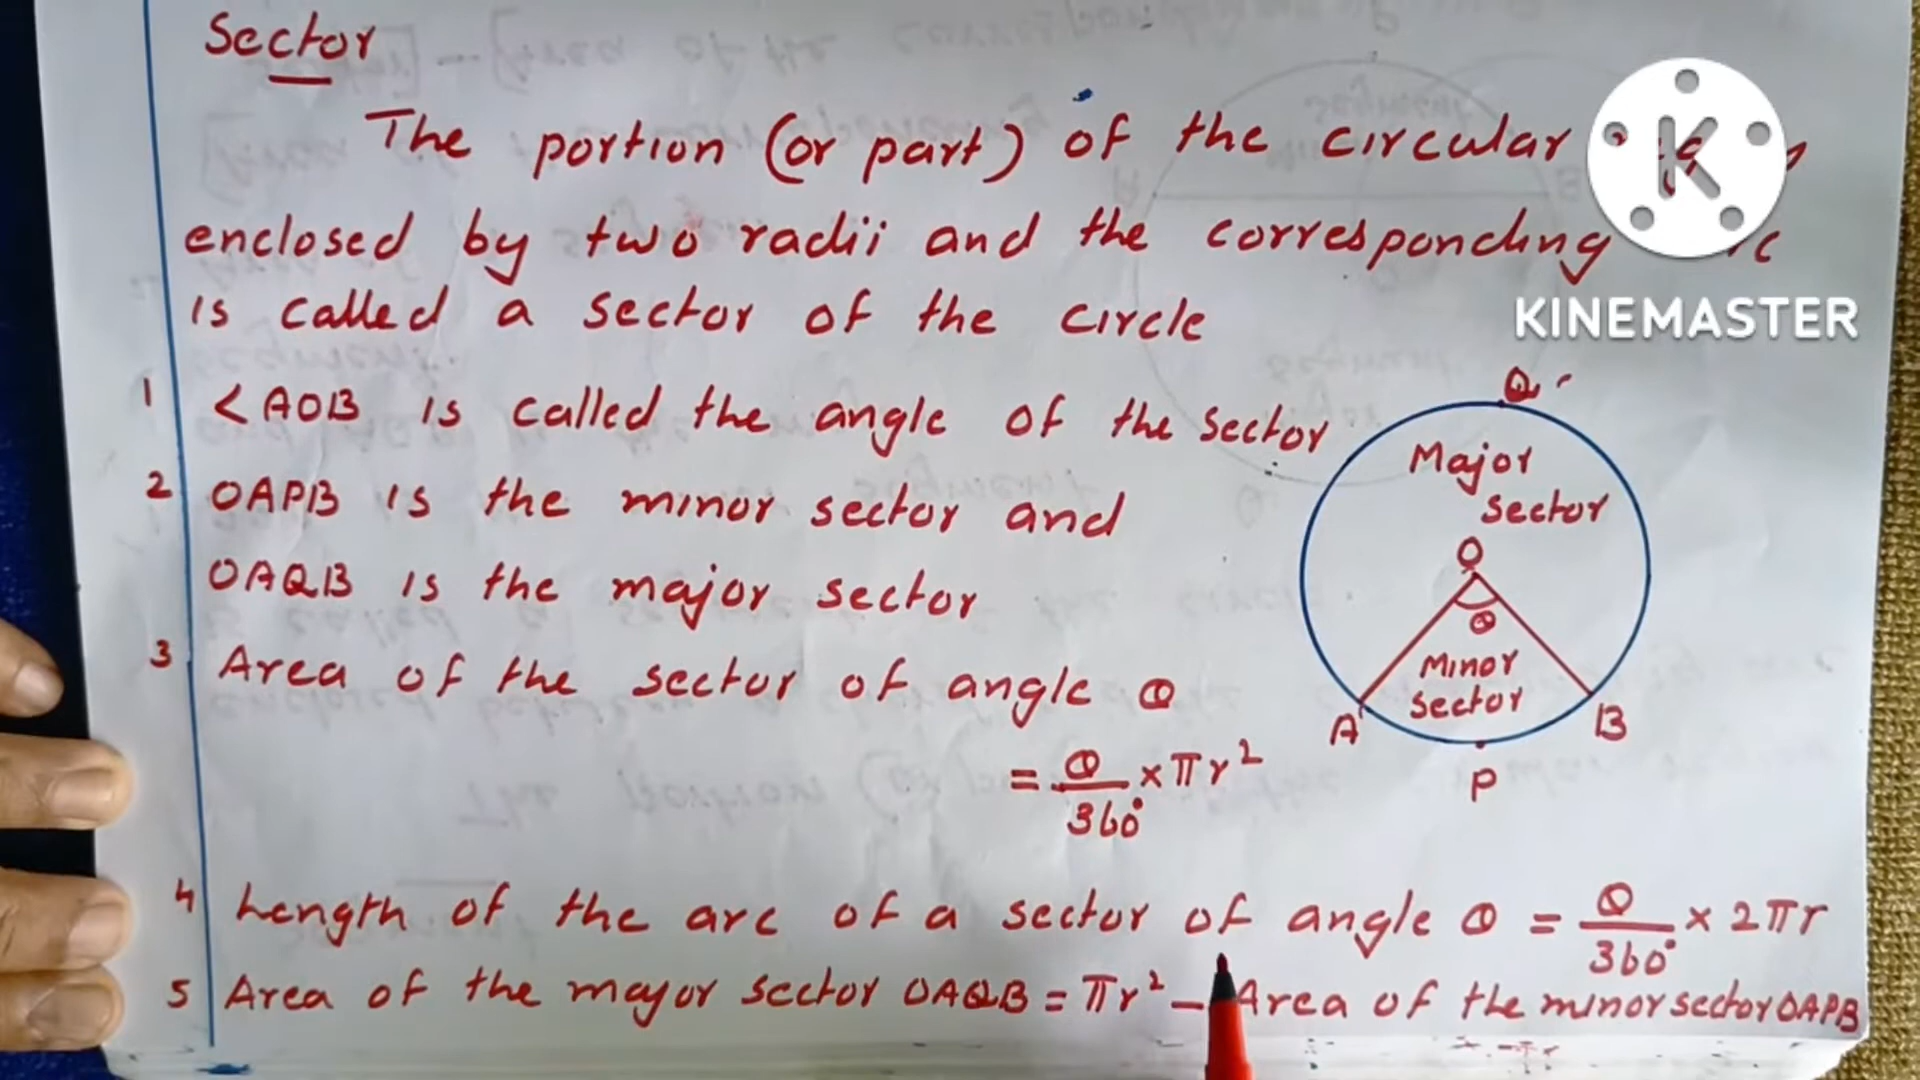 Sector
The portion (or part) of the circular
enclosed by two radii and the corresponding
is called a sector of the circle
1 <AOB is called the angle of the sector
2 OAPB is the minor sector and
OAQB is the major sector
3 Area of the sector of angle θ
= θ/360° × πr²
4 Length of the arc of a sector of angle θ = θ/360° × 2πr
5 Area of the major sector OAQB = πr² - Area of the minor sector OAPB
K
KINEMASTER
Q
Major
sector
O
θ
Minor
sector
A
B
P